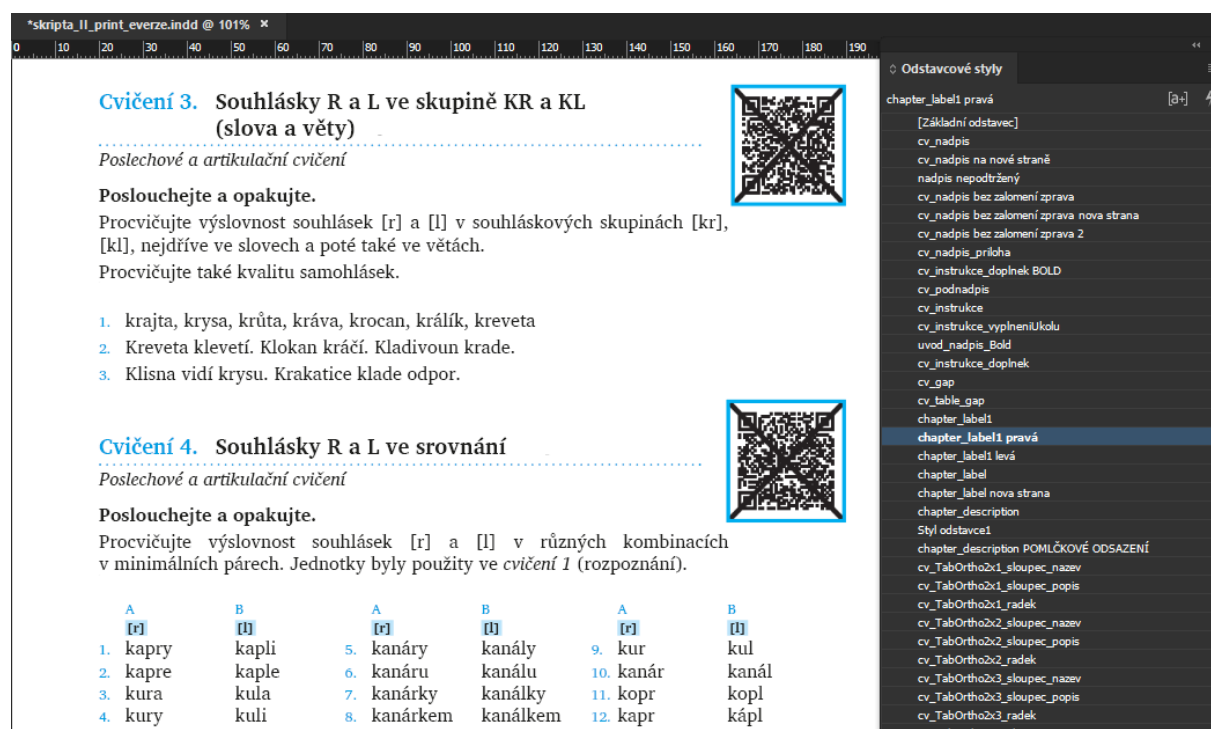 *skripta_II_print_everze.indd @ 101% ×
0 10 20 30 40 50 60 70 80 90 100 110 120 130 140 150 160 170 180 190
Cvičení 3. Souhlásky R a L ve skupině KR a KL
(slova a věty)
Poslechové a artikulační cvičení
Poslouchejte a opakujte.
Procvičujte výslovnost souhlásek [r] a [l] v souhláskových skupinách [kr],
[kl], nejdříve ve slovech a poté také ve větách.
Procvičujte také kvalitu samohlásek.
1. krajta, krysa, krůta, kráva, krocan, králík, kreveta
2. Kreveta klevetí. Klokan kráčí. Kladivoun krade.
3. Klisna vidí krysu. Krakatice klade odpor.
Cvičení 4. Souhlásky R a L ve srovnání
Poslechové a artikulační cvičení
Poslouchejte a opakujte.
Procvičujte výslovnost souhlásek [r] a [l] v různých kombinacích
v minimálních párech. Jednotky byly použity ve cvičení 1 (rozpoznání).
A B A B A B
[r] [l] [r] [l] [r] [l]
1. kapry kapli 5. kanáry kanály 9. kur kul
2. kapre kaple 6. kanáru kanálu 10. kanár kanál
3. kura kula 7. kanárky kanálky 11. kopr kopl
4. kury kuli 8. kanárkem kanálkem 12. kapr kápl
Odstavcové styly
chapter_label1 pravá [a+]
[Základní odstavec]
cv_nadpis
cv_nadpis na nové straně
nadpis nepodtržený
cv_nadpis bez zalomení zprava
cv_nadpis bez zalomení zprava nova strana
cv_nadpis bez zalomení zprava 2
cv_nadpis_priloha
cv_instrukce_doplnek BOLD
cv_podnadpis
cv_instrukce
cv_instrukce_vyplneniUkolu
uvod_nadpis_Bold
cv_instrukce_doplnek
cv_gap
cv_table_gap
chapter_label1
chapter_label1 pravá
chapter_label1 levá
chapter_label
chapter_label nova strana
chapter_description
Styl odstavce1
chapter_description POMLČKOVÉ ODSAZENÍ
cv_TabOrtho2x1_sloupec_nazev
cv_TabOrtho2x1_sloupec_popis
cv_TabOrtho2x1_radek
cv_TabOrtho2x2_sloupec_nazev
cv_TabOrtho2x2_sloupec_popis
cv_TabOrtho2x2_radek
cv_TabOrtho2x3_sloupec_nazev
cv_TabOrtho2x3_sloupec_popis
cv_TabOrtho2x3_radek